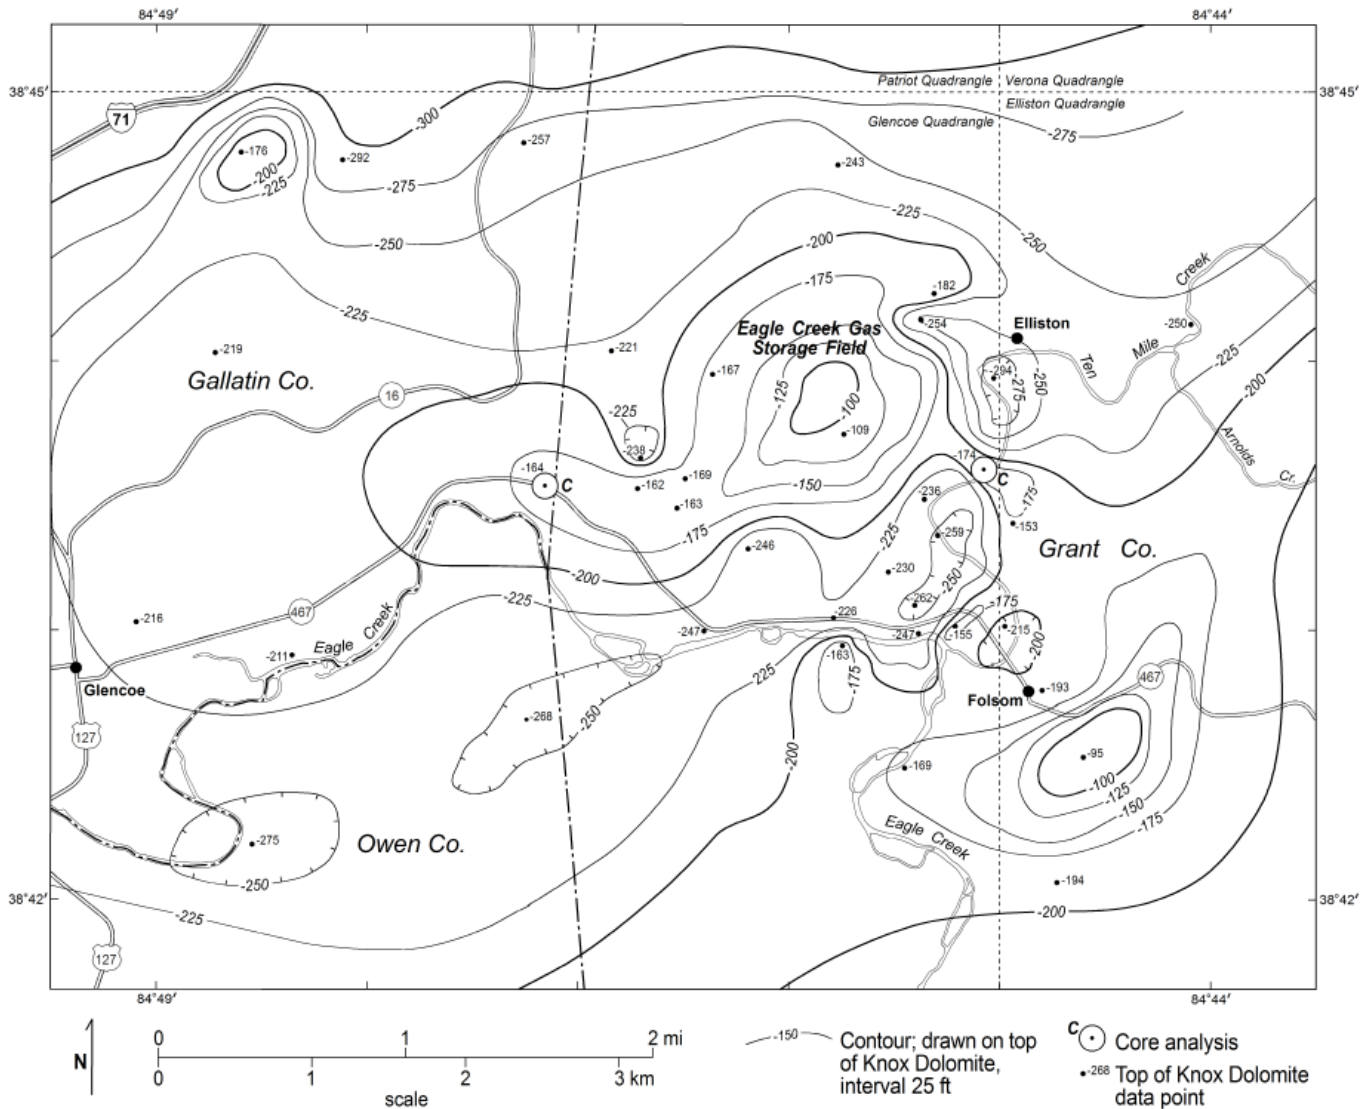 84°49′
84°44′
Patriot Quadrangle
Verona Quadrangle
38°45′
38°45′
Elliston Quadrangle
71
-300
Glencoe Quadrangle
-275
-257
-176
-292
-243
-200
-225
-275
-225
-250
-200
-250
Creek
-175
-182
-225
-254
Elliston
-250
Eagle Creek Gas
Storage Field
Mile
-219
-221
Ten
-225
Gallatin Co.
-167
-294
-250
-275
-200
16
-125
-100
-225
-109
Arnolds
-238
-174
-164
C
-169
C
Cr.
-162
-150
-236
-175
-163
-153
-175
-225
-259
Grant Co.
-246
-200
-230
-250
-225
-262
-175
467
-226
-216
-247
-247
-155
-215
Eagle Creek
-211
-163
-200
Glencoe
225
-175
467
-193
Folsom
-268
-250
127
-200
-95
-169
-100
-125
-150
-175
Eagle Creek
-275
Owen Co.
-250
-194
38°42′
38°42′
-225
-200
127
84°49′
84°44′
N
0 1 2 mi
0 1 2 3 km
scale
-150
Contour; drawn on top
of Knox Dolomite,
interval 25 ft
C Core analysis
-268 Top of Knox Dolomite
data point